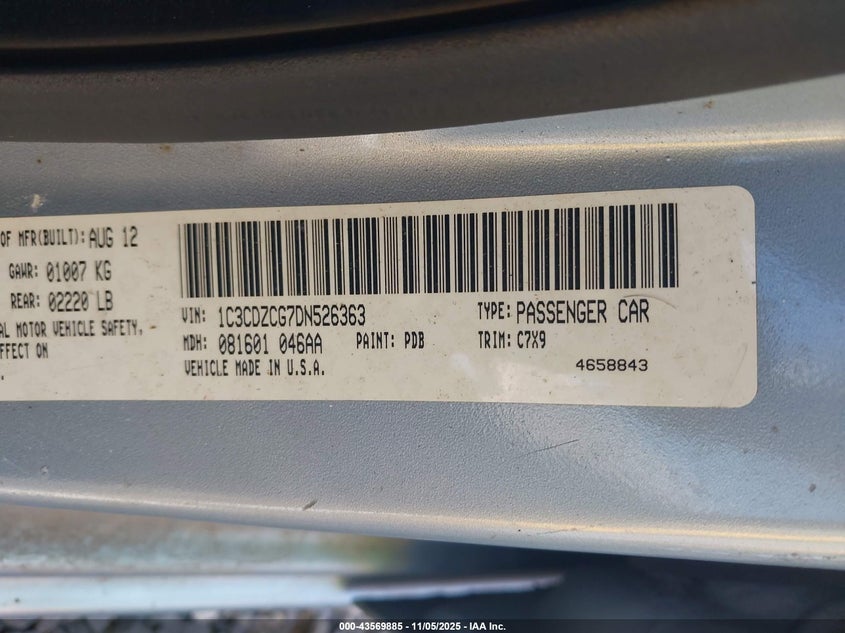 OF MFR(BUILT): AUG 12
GAWR: 01007 KG
REAR: 02220 LB
MOTOR VEHICLE SAFETY,
EFFECT ON
VIN: 1C3CDZCG7DN526363 TYPE: PASSENGER CAR
MDH: 081601 046AA PAINT: PDB TRIM: C7X9
VEHICLE MADE IN U.S.A. 4658843
000-43569885 - 11/05/2025 - IAA Inc.